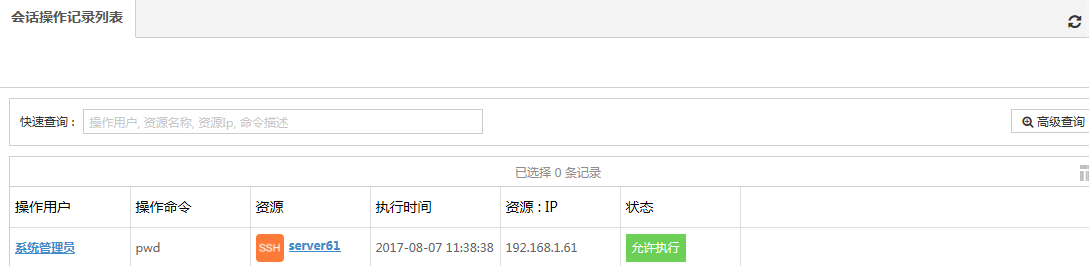 会话操作记录列表
快速查询： 操作用户, 资源名称, 资源Ip, 命令描述 高级查询
已选择 0 条记录
操作用户 操作命令 资源 执行时间 资源 : IP 状态
系统管理员 pwd SSH server61 2017-08-07 11:38:38 192.168.1.61 允许执行